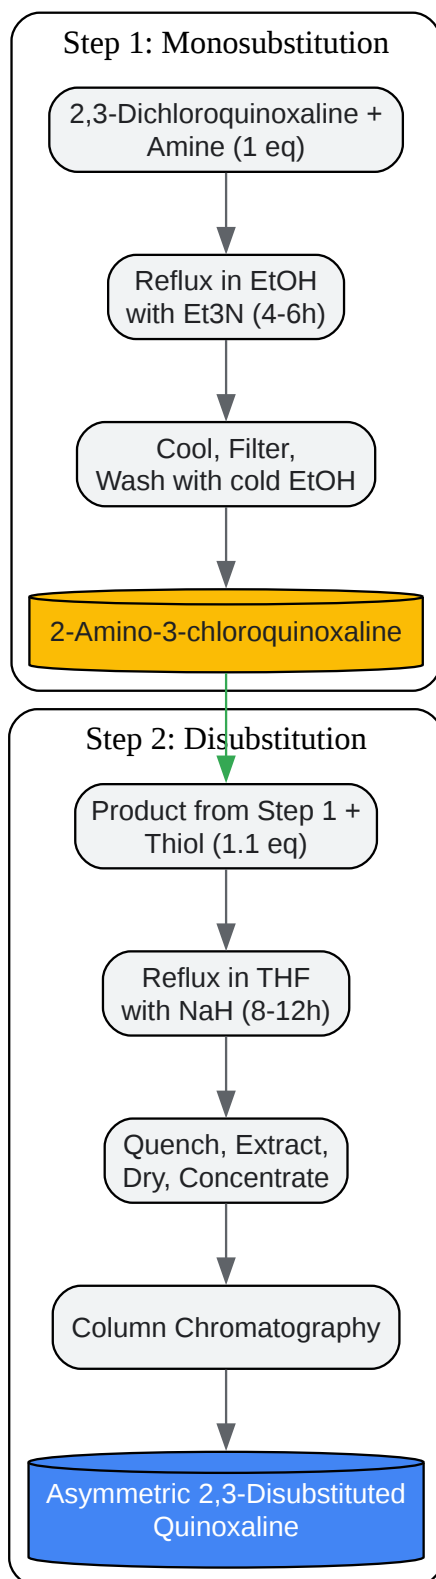 Step 1: Monosubstitution
2,3-Dichloroquinoxaline +
Amine (1 eq)
Reflux in EtOH
with Et3N (4-6h)
Cool, Filter,
Wash with cold EtOH
2-Amino-3-chloroquinoxaline
Step 2: Disubstitution
Product from Step 1 +
Thiol (1.1 eq)
Reflux in THF
with NaH (8-12h)
Quench, Extract,
Dry, Concentrate
Column Chromatography
Asymmetric 2,3-Disubstituted
Quinoxaline